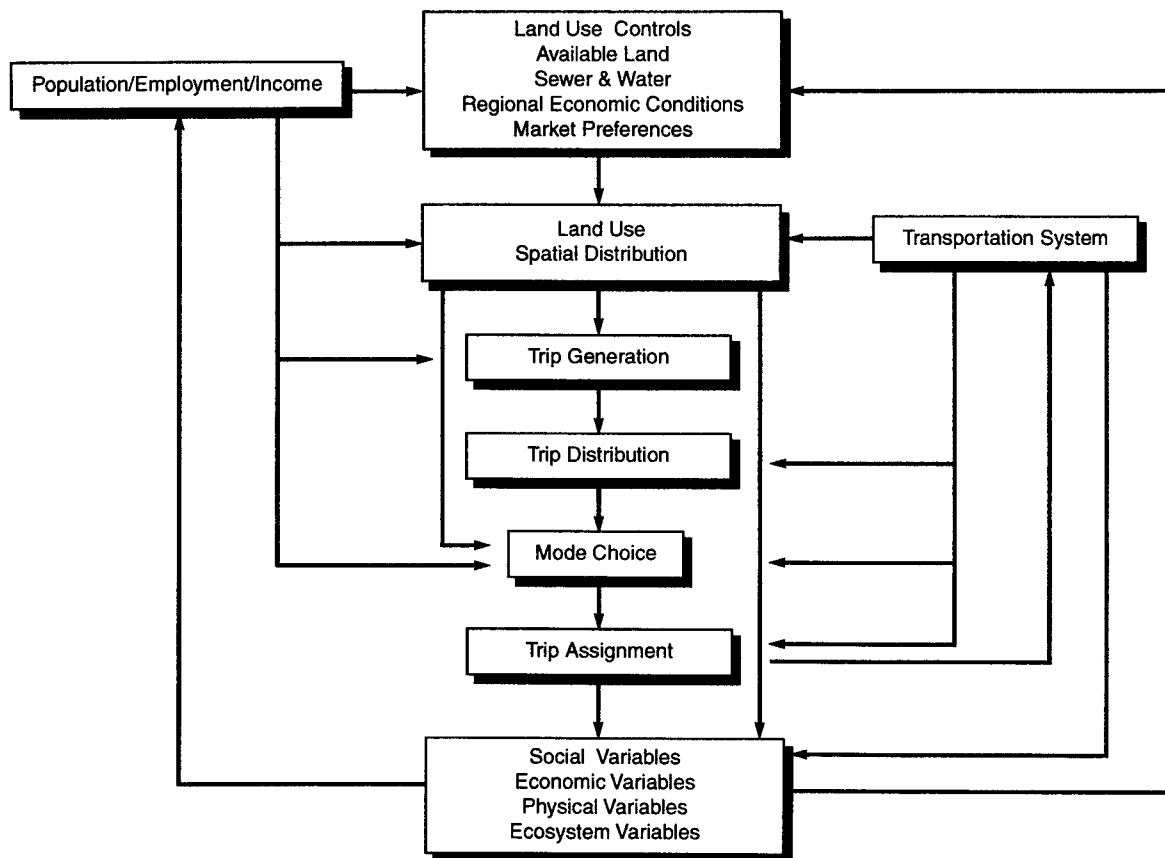 Land Use Controls
Available Land
Sewer & Water
Regional Economic Conditions
Market Preferences
Population/Employment/Income
Land Use
Spatial Distribution
Transportation System
Trip Generation
Trip Distribution
Mode Choice
Trip Assignment
Social Variables
Economic Variables
Physical Variables
Ecosystem Variables